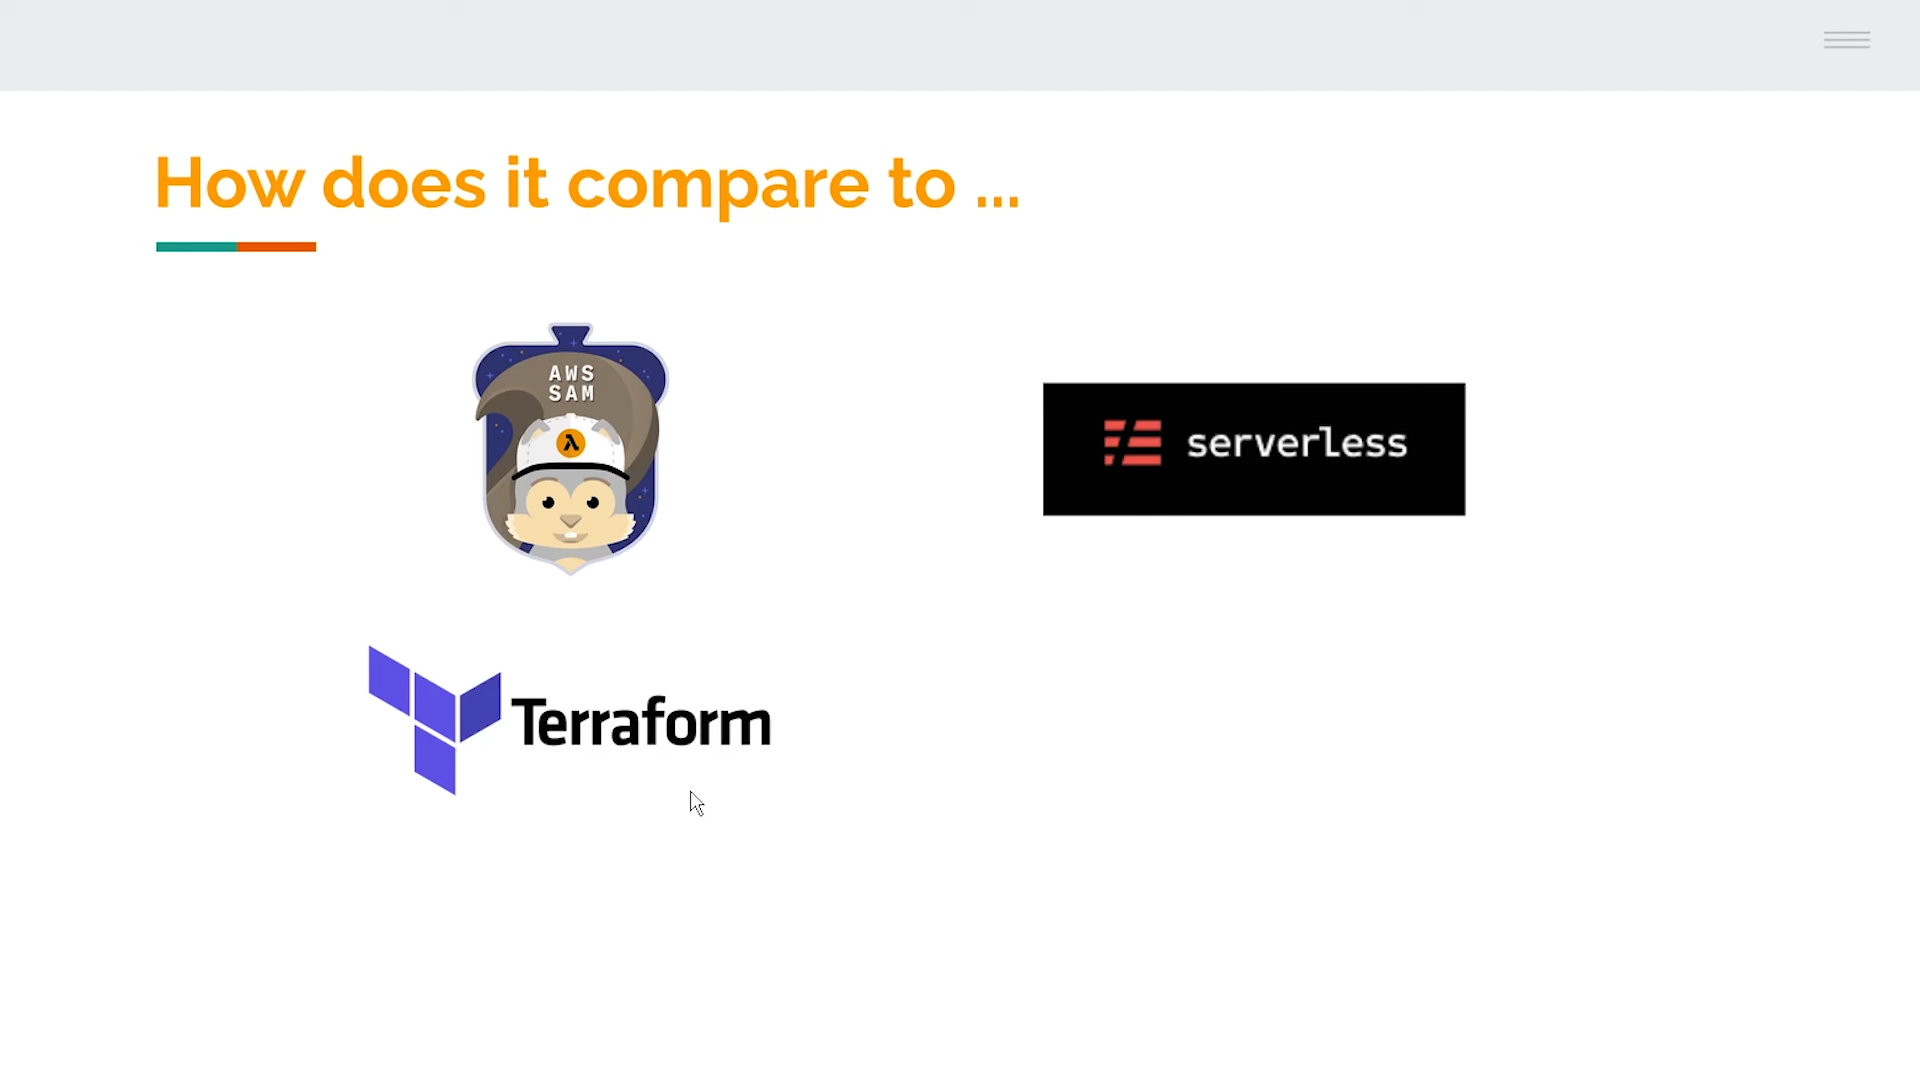 How does it compare to ...
AWS
SAM
serverless
Terraform